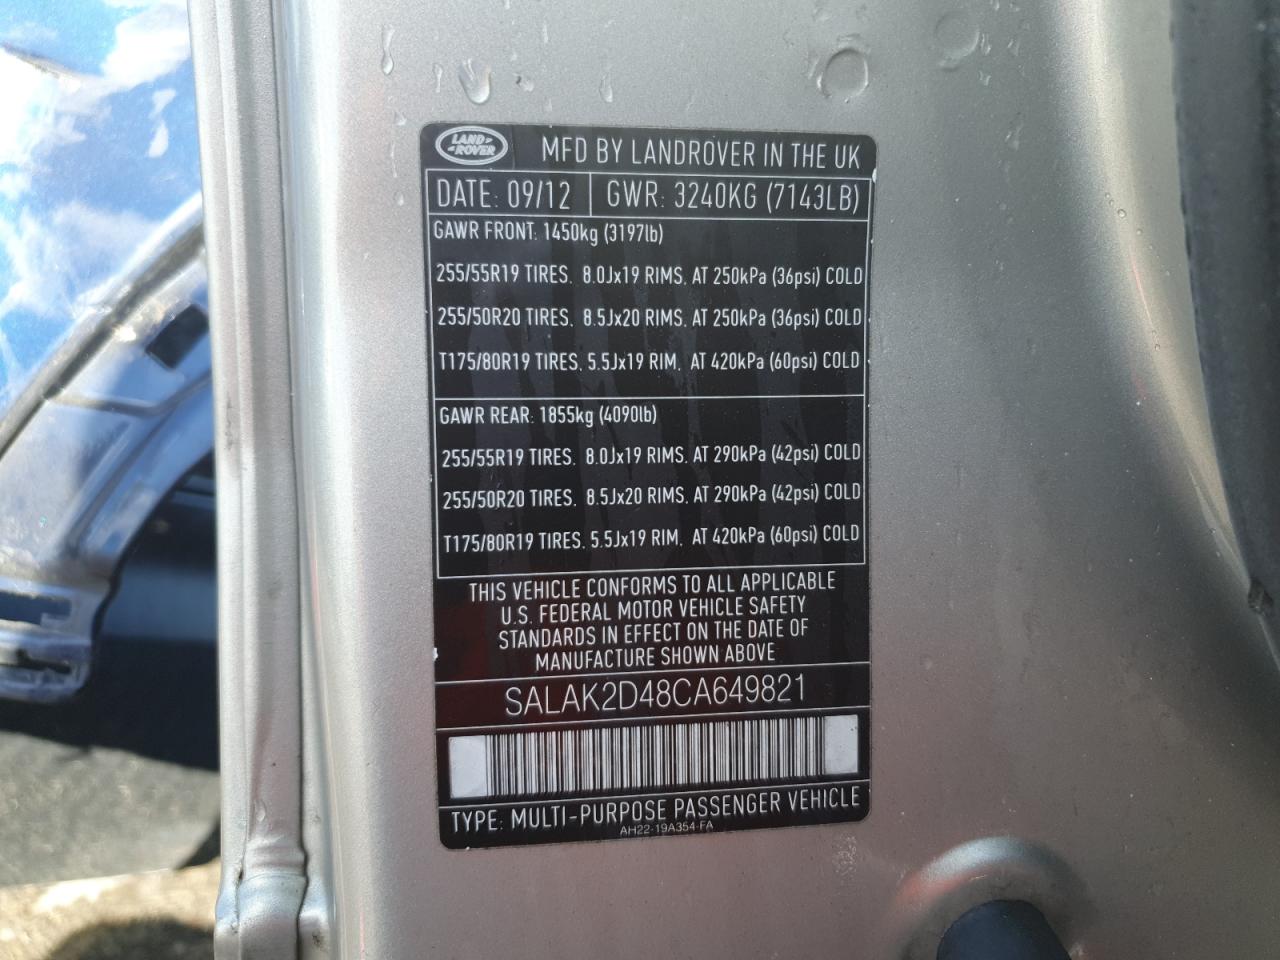 LAND ROVER MFD BY LANDROVER IN THE UK
DATE: 09/12 GWR: 3240KG (7143LB)
GAWR FRONT: 1450kg (3197lb)
255/55R19 TIRES, 8.0Jx19 RIMS, AT 250kPa (36psi) COLD
255/50R20 TIRES, 8.5Jx20 RIMS, AT 250kPa (36psi) COLD
T175/80R19 TIRES, 5.5Jx19 RIM, AT 420kPa (60psi) COLD
GAWR REAR: 1855kg (4090lb)
255/55R19 TIRES, 8.0Jx19 RIMS, AT 290kPa (42psi) COLD
255/50R20 TIRES, 8.5Jx20 RIMS, AT 290kPa (42psi) COLD
T175/80R19 TIRES, 5.5Jx19 RIM, AT 420kPa (60psi) COLD
THIS VEHICLE CONFORMS TO ALL APPLICABLE
U.S. FEDERAL MOTOR VEHICLE SAFETY
STANDARDS IN EFFECT ON THE DATE OF
MANUFACTURE SHOWN ABOVE
SALAK2D48CA649821
TYPE: MULTI-PURPOSE PASSENGER VEHICLE
AH22-19A354-FA